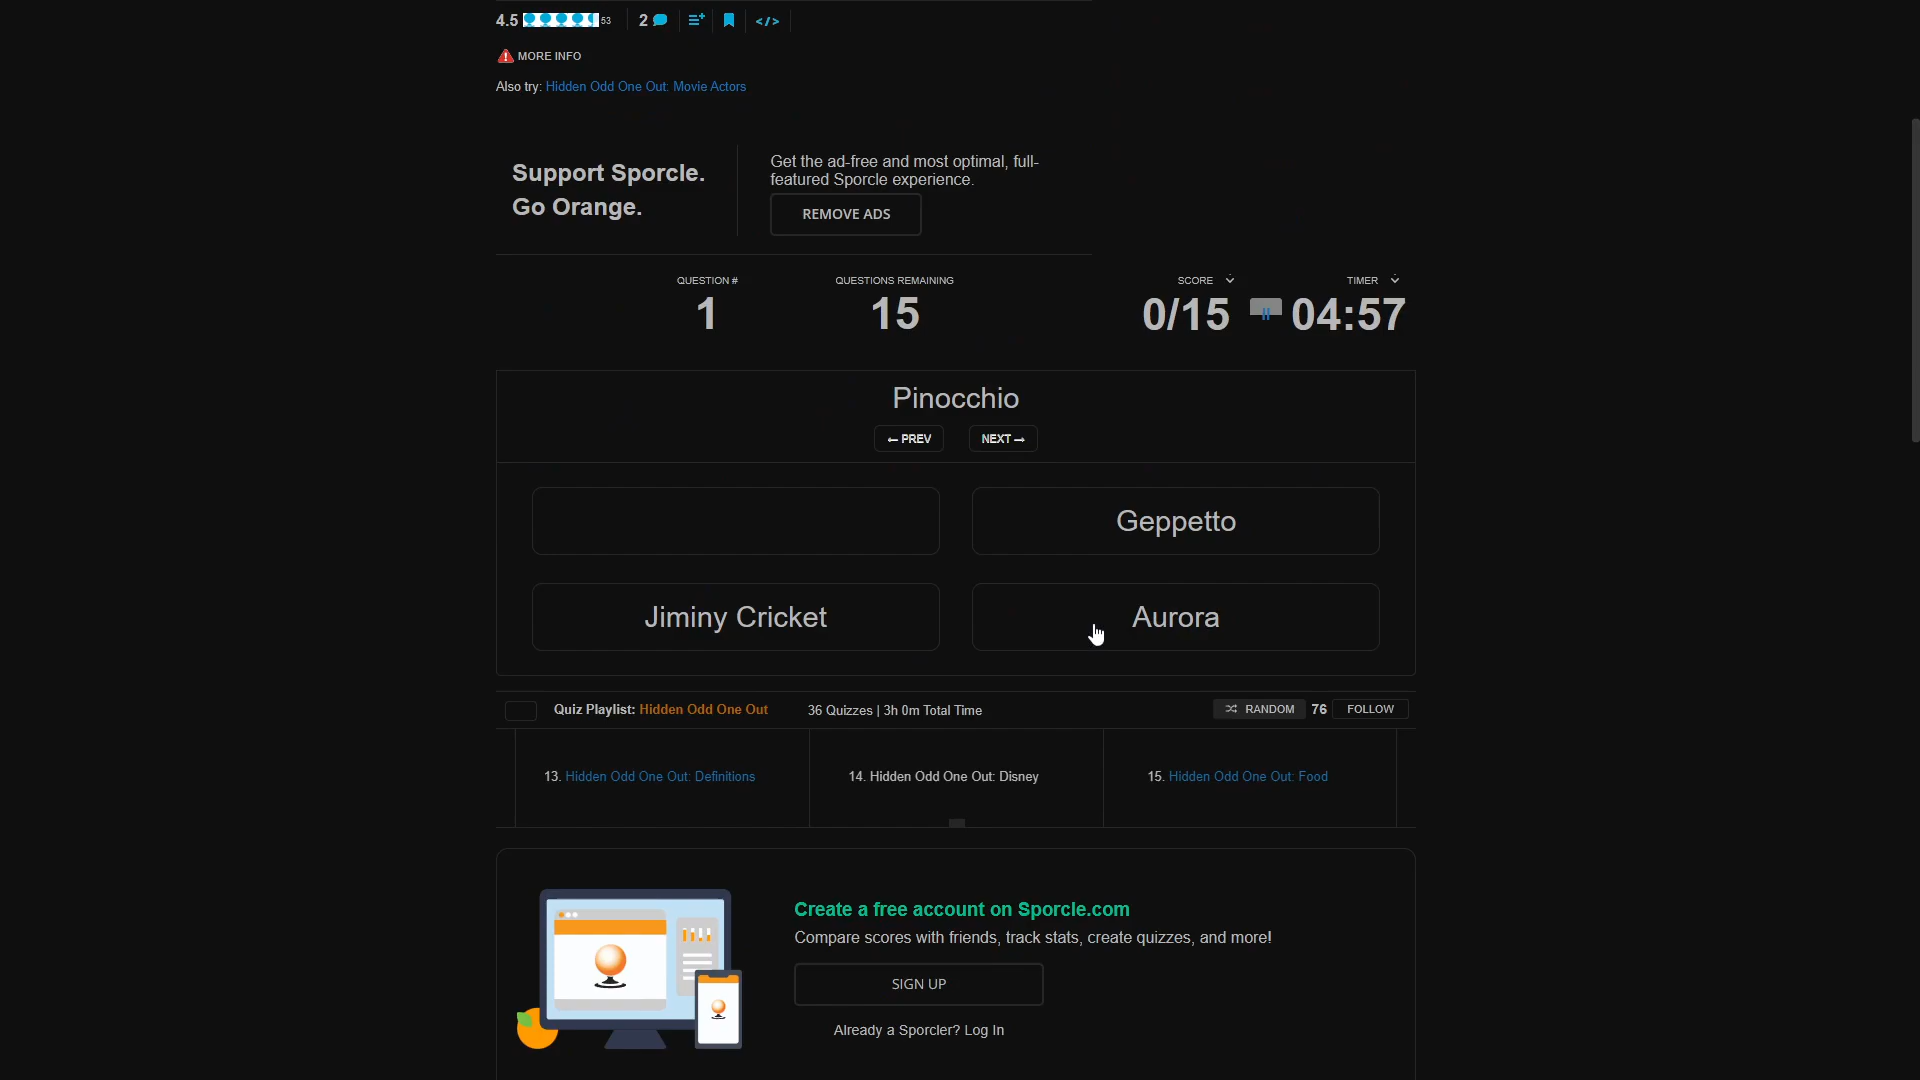 4.5 53 2
MORE INFO
Also try: Hidden Odd One Out: Movie Actors
Support Sporcle.
Go Orange.
Get the ad-free and most optimal, full-
featured Sporcle experience.
REMOVE ADS
QUESTION # QUESTIONS REMAINING SCORE TIMER
1 15 0/15 04:57
Pinocchio
← PREV NEXT →
Geppetto
Jiminy Cricket Aurora
Quiz Playlist: Hidden Odd One Out 36 Quizzes | 3h 0m Total Time RANDOM 76 FOLLOW
13. Hidden Odd One Out: Definitions 14. Hidden Odd One Out: Disney 15. Hidden Odd One Out: Food
Create a free account on Sporcle.com
Compare scores with friends, track stats, create quizzes, and more!
SIGN UP
Already a Sporcler? Log In